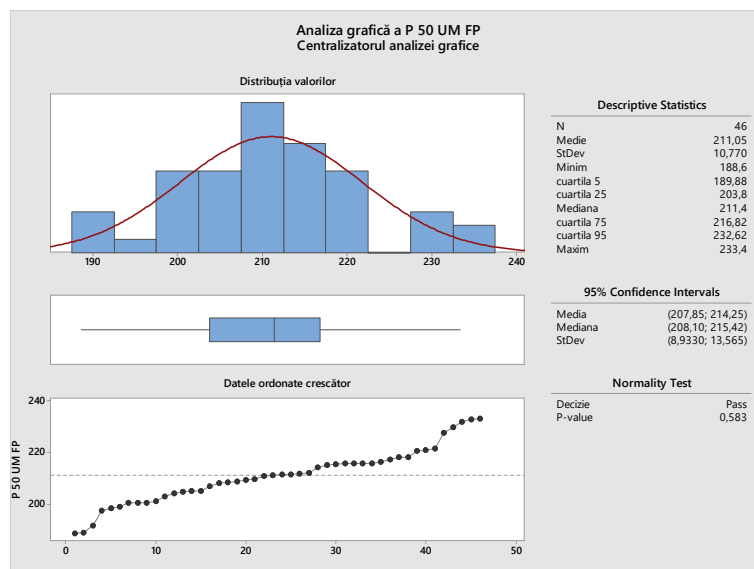 Analiza grafică a P 50 UM FP
Centralizatorul analizei grafice
Distribuția valorilor
190 200 210 220 230 240
Datele ordonate crescător
P 50 UM FP
240
220
200
0 10 20 30 40 50
Descriptive Statistics
N 46
Medie 211,05
StDev 10,770
Minim 188,6
cuartila 5 189,88
cuartila 25 203,8
Mediana 211,4
cuartila 75 216,82
cuartila 95 232,62
Maxim 233,4
95% Confidence Intervals
Media (207,85; 214,25)
Mediana (208,10; 215,42)
StDev (8,9330; 13,565)
Normality Test
Decizie Pass
P-value 0,583